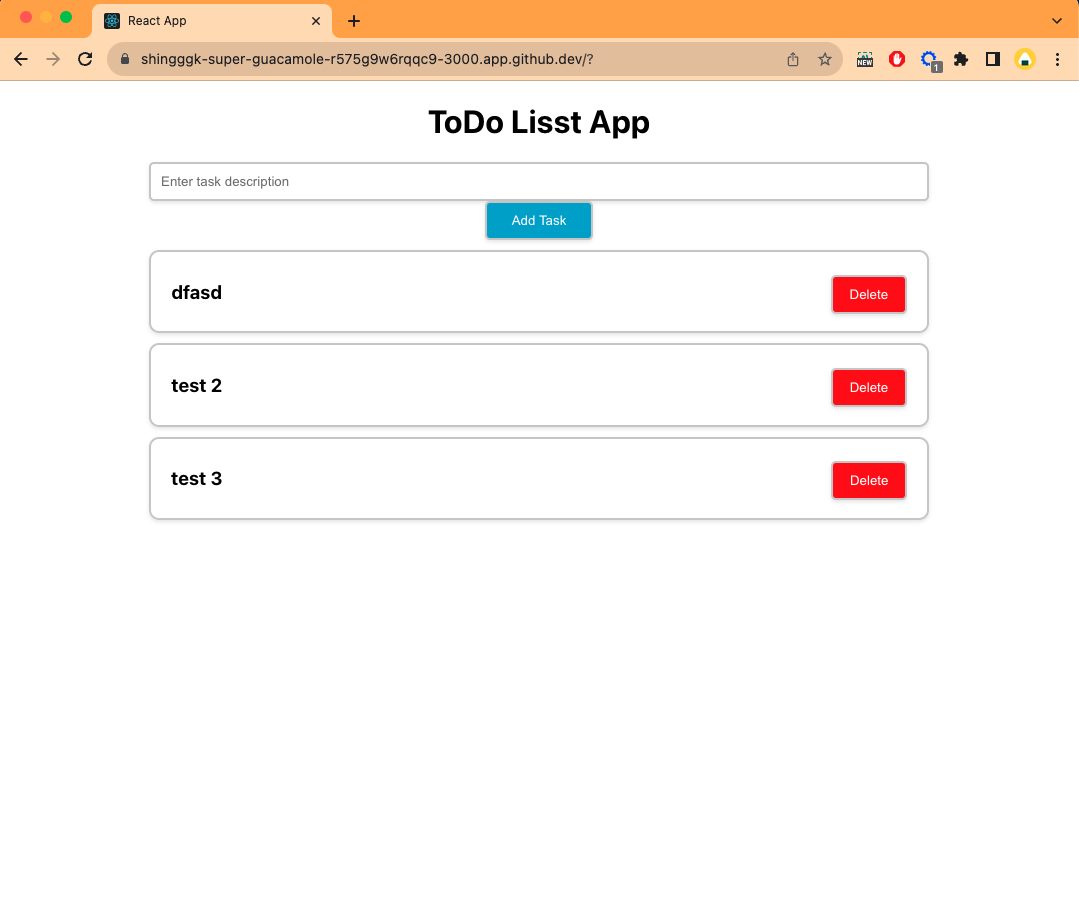 React App
shingggk-super-guacamole-r575g9w6rqqc9-3000.app.github.dev/?
NEW
1
ToDo Lisst App
Enter task description
Add Task
dfasd
Delete
test 2
Delete
test 3
Delete